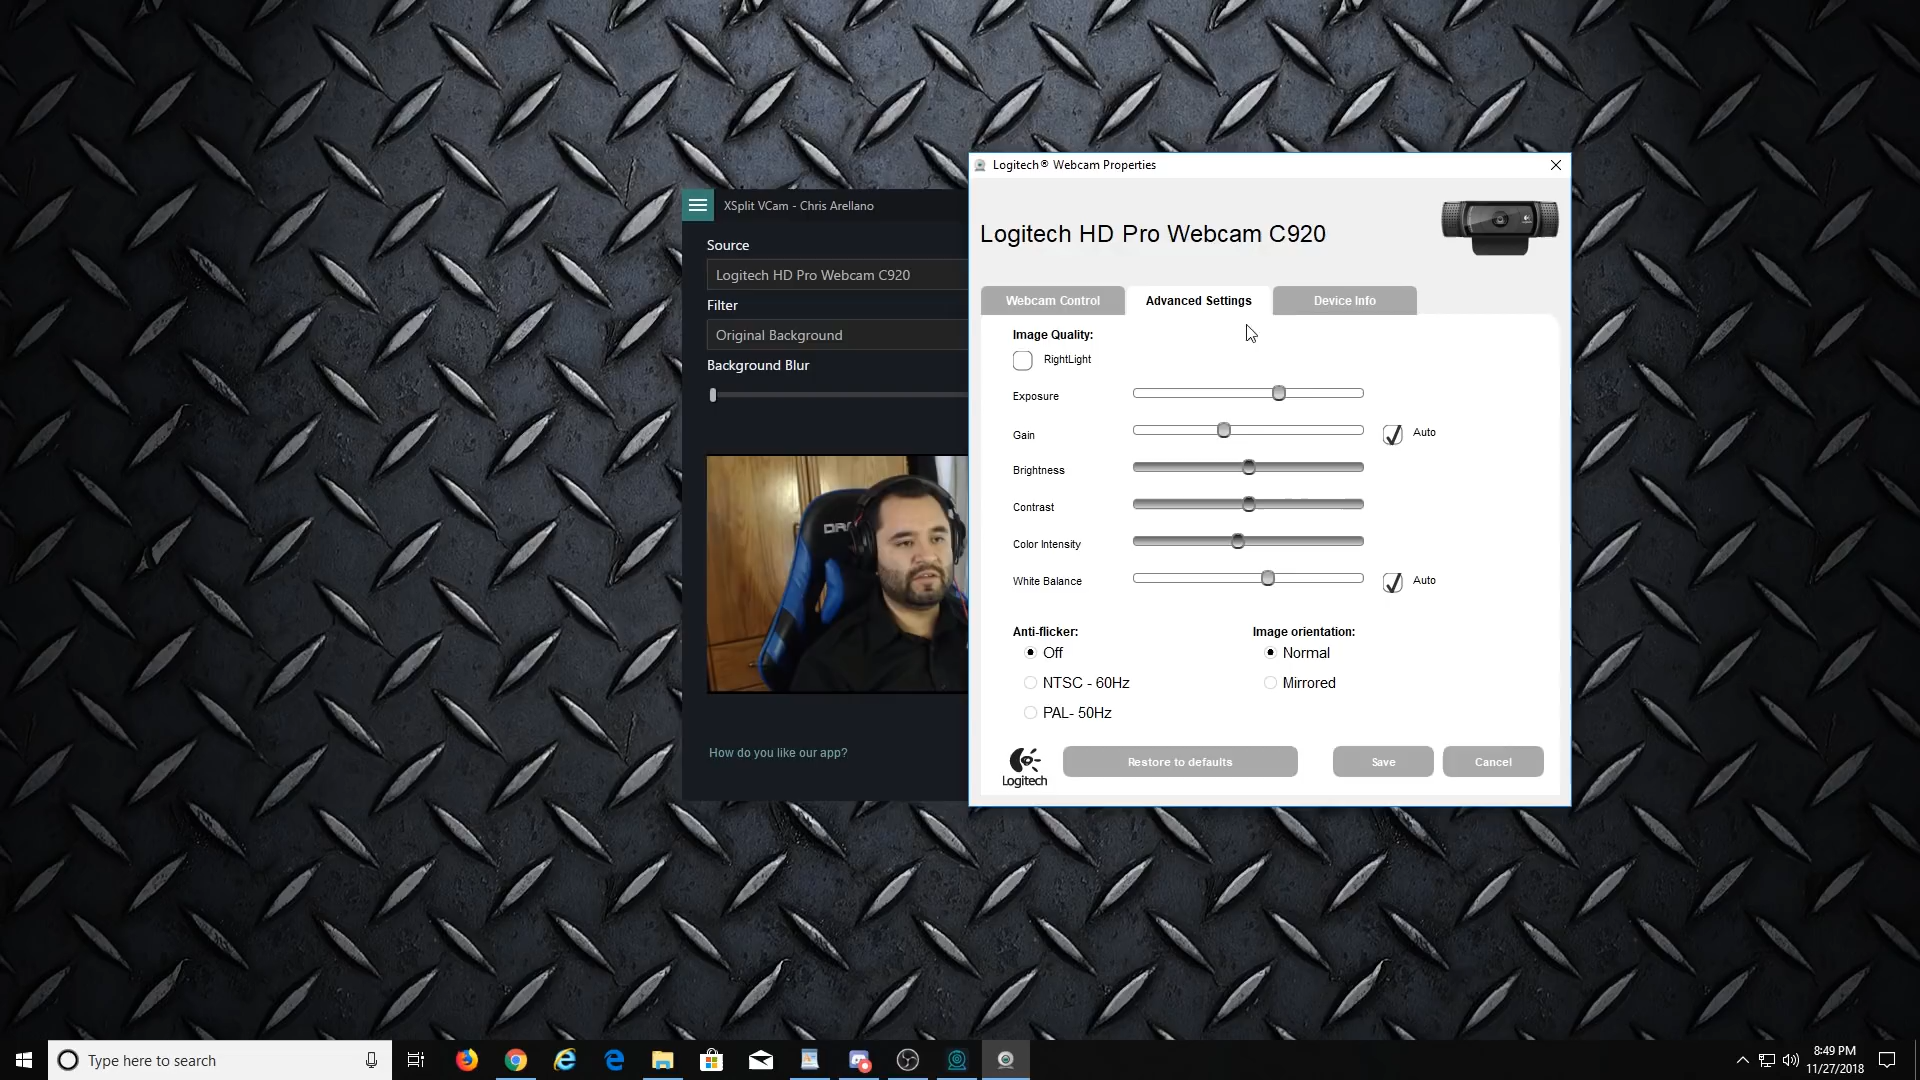 Logitech® Webcam Properties
XSplit VCam - Chris Arellano
Logitech HD Pro Webcam C920
Source
Logitech HD Pro Webcam C920
Filter
Original Background
Background Blur
How do you like our app?
Webcam Control
Advanced Settings
Device Info
Image Quality:
RightLight
Exposure
Gain
Auto
Brightness
Contrast
Color Intensity
White Balance
Auto
Anti-flicker:
Off
NTSC - 60Hz
PAL- 50Hz
Image orientation:
Normal
Mirrored
Logitech
Restore to defaults
Save
Cancel
Type here to search
8:49 PM
11/27/2018